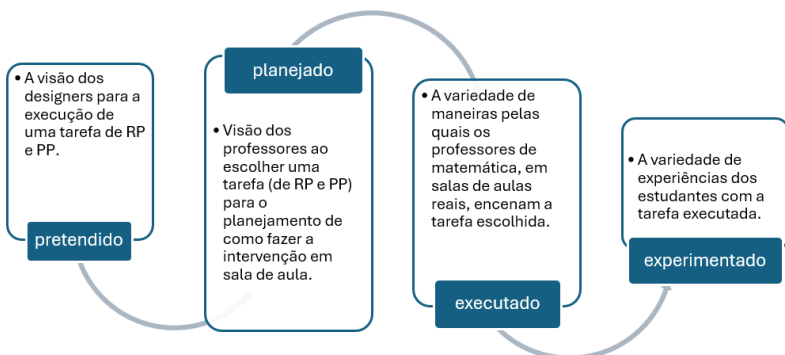 • A visão dos
designers para a
execução de
uma tarefa de RP
e PP.
pretendido
planejado
• Visão dos
professores ao
escolher uma
tarefa (de RP e PP)
para o
planejamento de
como fazer a
intervenção em
sala de aula.
• A variedade de
maneiras pelas
quais os
professores de
matemática, em
salas de aulas
reais, encenam a
tarefa escolhida.
executado
• A variedade de
experiências dos
estudantes com a
tarefa executada.
experimentado